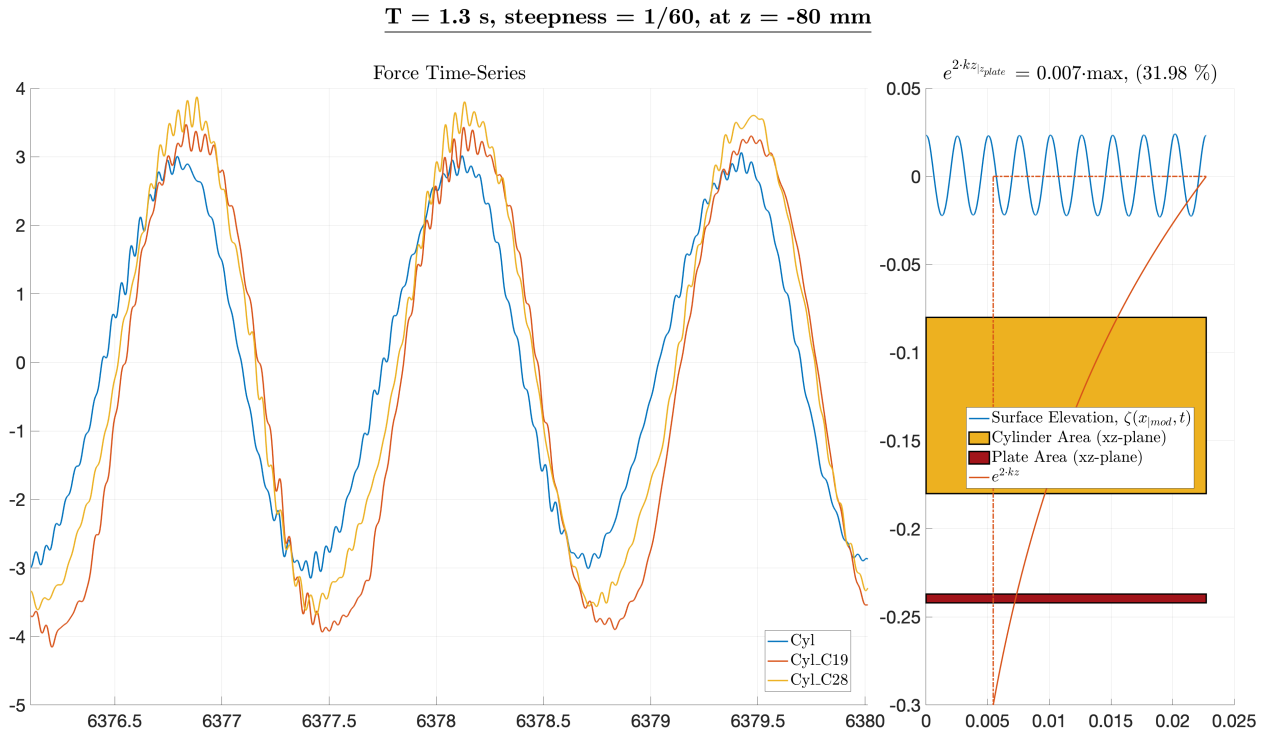 T = 1.3 s, steepness = 1/60, at z = -80 mm
Force Time-Series
4
3
2
1
0
-1
-2
-3
-4
-5
6376.5 6377 6377.5 6378 6378.5 6379 6379.5 6380
Cyl
Cyl_C19
Cyl_C28
e^{2·kz_{|z_{plate}}} = 0.007·max, (31.98 %)
0.05
0
-0.05
-0.1
-0.15
-0.2
-0.25
-0.3
0 0.005 0.01 0.015 0.02 0.025
Surface Elevation, ζ(x_{|mod}, t)
Cylinder Area (xz-plane)
Plate Area (xz-plane)
e^{2·kz}